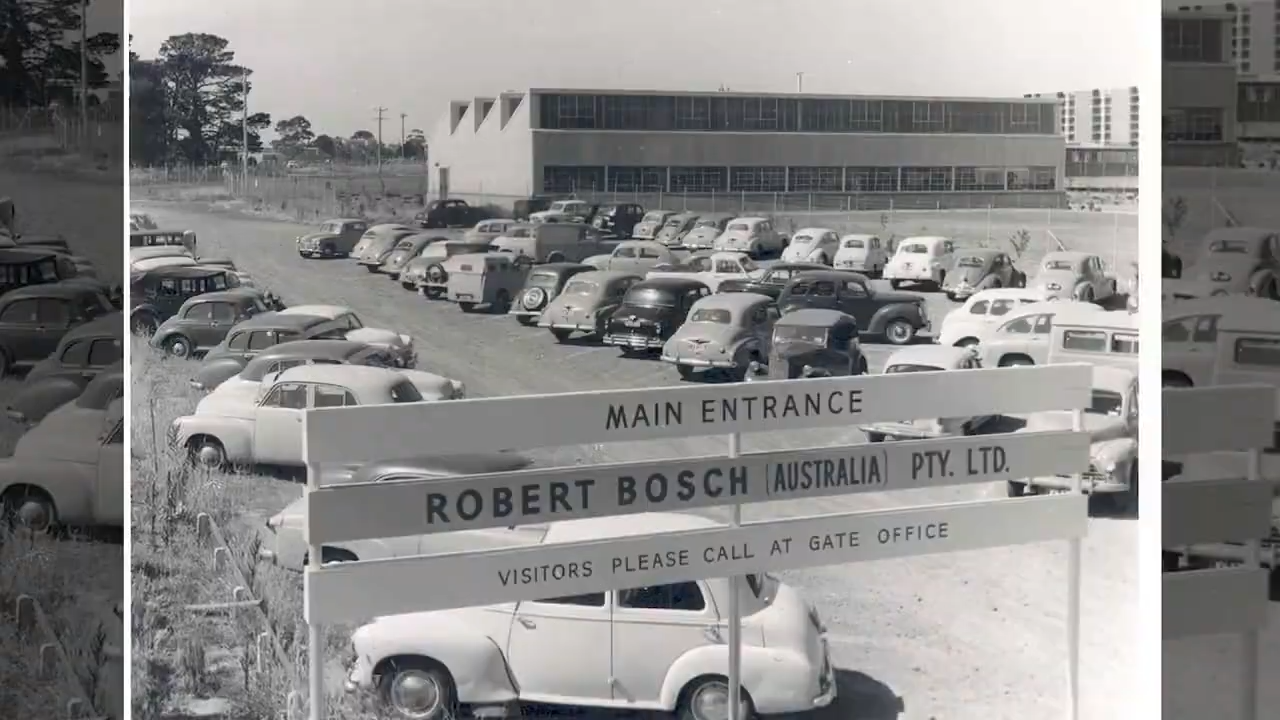 MAIN ENTRANCE
ROBERT BOSCH (AUSTRALIA) PTY. LTD.
VISITORS PLEASE CALL AT GATE OFFICE